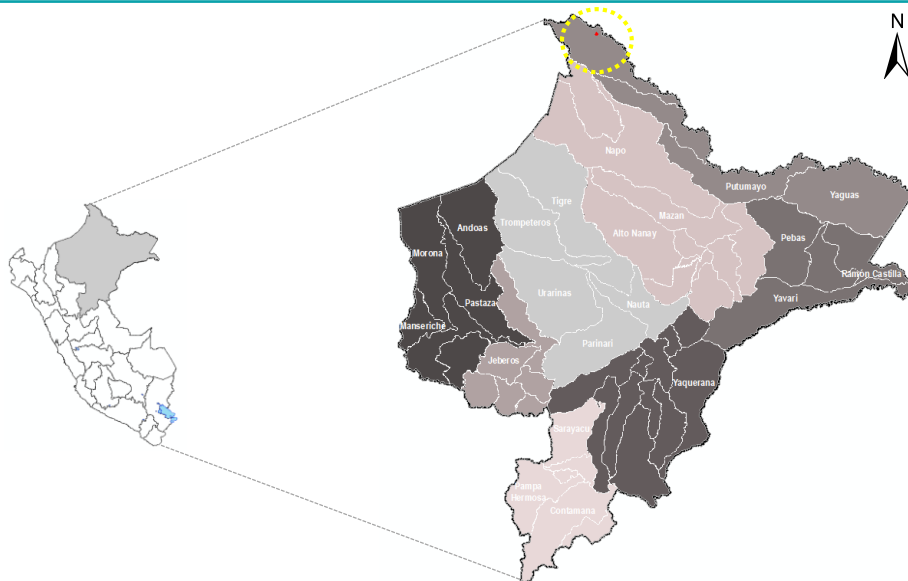 N
Napo
Putumayo
Yaguas
Tigre
Trompeteros
Mazan
Andoas
Alto Nanay
Pebas
Morona
Ramón Castilla
Urarinas
Pastaza
Nauta
Yavari
Manseriche
Parinari
Jeberos
Yaquerana
Sarayacu
Pampa
Hermosa
Contamana